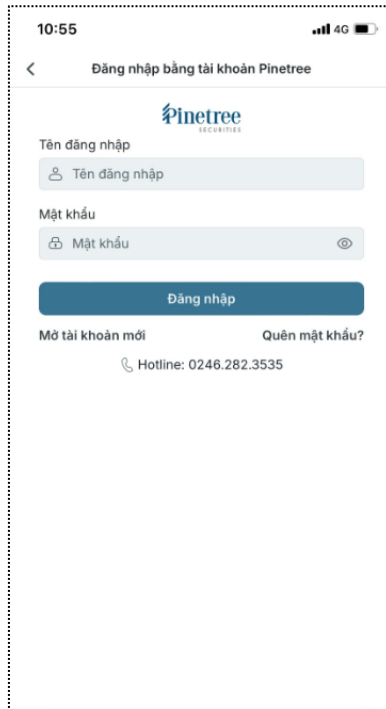 10:55 4G
Đăng nhập bằng tài khoản Pinetree
Pinetree
SECURITIES
Tên đăng nhập
Tên đăng nhập
Mật khẩu
Mật khẩu
Đăng nhập
Mở tài khoản mới Quên mật khẩu?
Hotline: 0246.282.3535